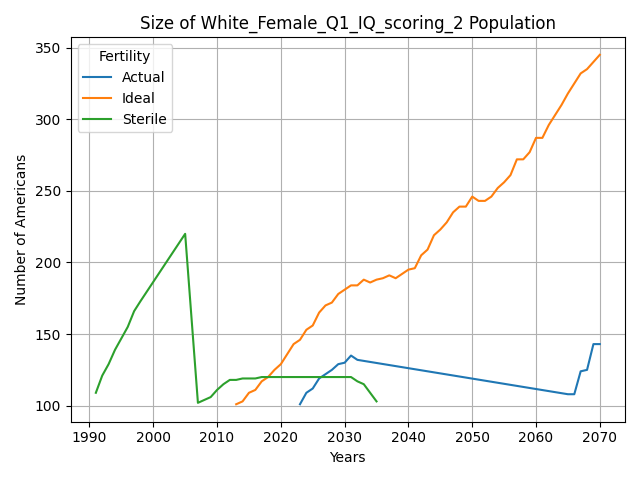 Size of White_Female_Q1_IQ_scoring_2 Population
Fertility
Actual
Ideal
Sterile
Number of Americans
350
300
250
200
150
100
1990 2000 2010 2020 2030 2040 2050 2060 2070
Years